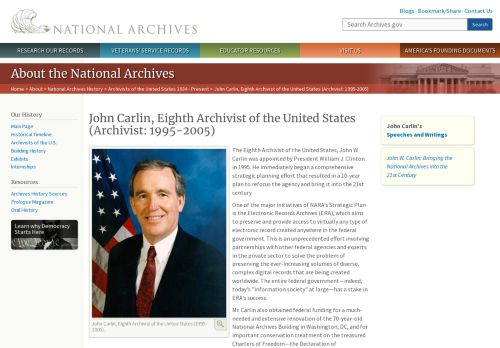 NATIONAL ARCHIVES
Blogs · Bookmark/Share · Contact Us
Search Archives.gov
Search
RESEARCH OUR RECORDS
VETERANS' SERVICE RECORDS
EDUCATOR RESOURCES
VISIT US
AMERICA'S FOUNDING DOCUMENTS
About the National Archives
Home > About > National Archives History > Archivists of the United States 1934 - Present > John Carlin, Eighth Archivist of the United States (Archivist: 1995-2005)
Our History
Main Page
Historical Timeline
Archivists of the U.S.
Building History
Exhibits
Internships
Resources
Archives History Sources
Prologue Magazine
Oral History
Learn why Democracy
Starts Here
John Carlin, Eighth Archivist of the United States
(Archivist: 1995-2005)
John Carlin, Eighth Archivist of the United States (1995-
2005).
The Eighth Archivist of the United States, John W.
Carlin was appointed by President William J. Clinton
in 1995. He immediately began a comprehensive
strategic planning effort that resulted in a 10-year
plan to refocus the agency and bring it into the 21st
century.
One of the major initiatives of NARA's Strategic Plan
is the Electronic Records Archives (ERA), which aims
to preserve and provide access to virtually any type of
electronic record created anywhere in the federal
government. This is an unprecedented effort involving
partnerships with other federal agencies and experts
in the private sector to solve the problem of
preserving the ever-increasing volumes of diverse,
complex digital records that are being created
worldwide. The entire federal government—indeed,
today's "information society" at large—has a stake in
ERA's success.
Mr. Carlin also obtained federal funding for a much-
needed and extensive renovation of the 70-year-old
National Archives Building in Washington, DC, and for
important conservation treatment on the treasured
Charters of Freedom—the Declaration of
John Carlin's
Speeches and Writings
John W. Carlin: Bringing the
National Archives into the
21st Century